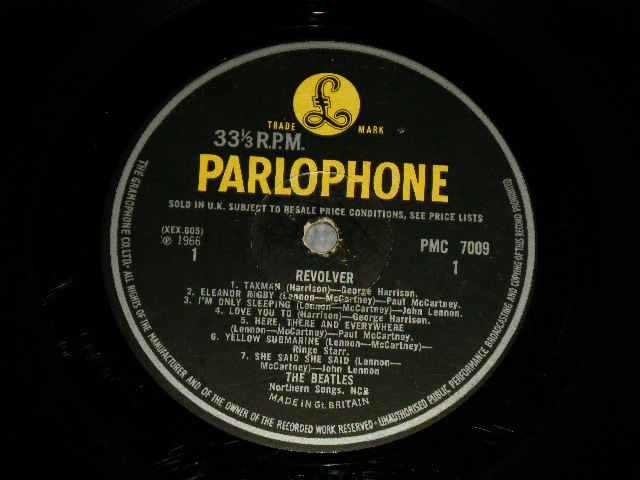 TRADE MARK
33⅓ R.P.M.
PARLOPHONE
SOLD IN U.K. SUBJECT TO RESALE PRICE CONDITIONS, SEE PRICE LISTS
(XEX.605)
℗ 1966
1
PMC 7009
1
REVOLVER
1. TAXMAN (Harrison)—George Harrison.
2. ELEANOR RIGBY (Lennon—McCartney)—Paul McCartney.
3. I'M ONLY SLEEPING (Lennon—McCartney)—John Lennon.
4. LOVE YOU TO (Harrison)—George Harrison.
5. HERE, THERE AND EVERYWHERE
(Lennon—McCartney)—Paul McCartney.
6. YELLOW SUBMARINE (Lennon—McCartney)—
Ringo Starr.
7. SHE SAID SHE SAID (Lennon—
McCartney)—John Lennon
THE BEATLES
Northern Songs. NCB
MADE IN GT. BRITAIN
THE GRAMOPHONE CO. LTD. ALL RIGHTS OF THE MANUFACTURER AND OF THE OWNER OF THE RECORDED WORK RESERVED • UNAUTHORISED PUBLIC PERFORMANCE BROADCASTING AND COPYING OF THIS RECORD PROHIBITED